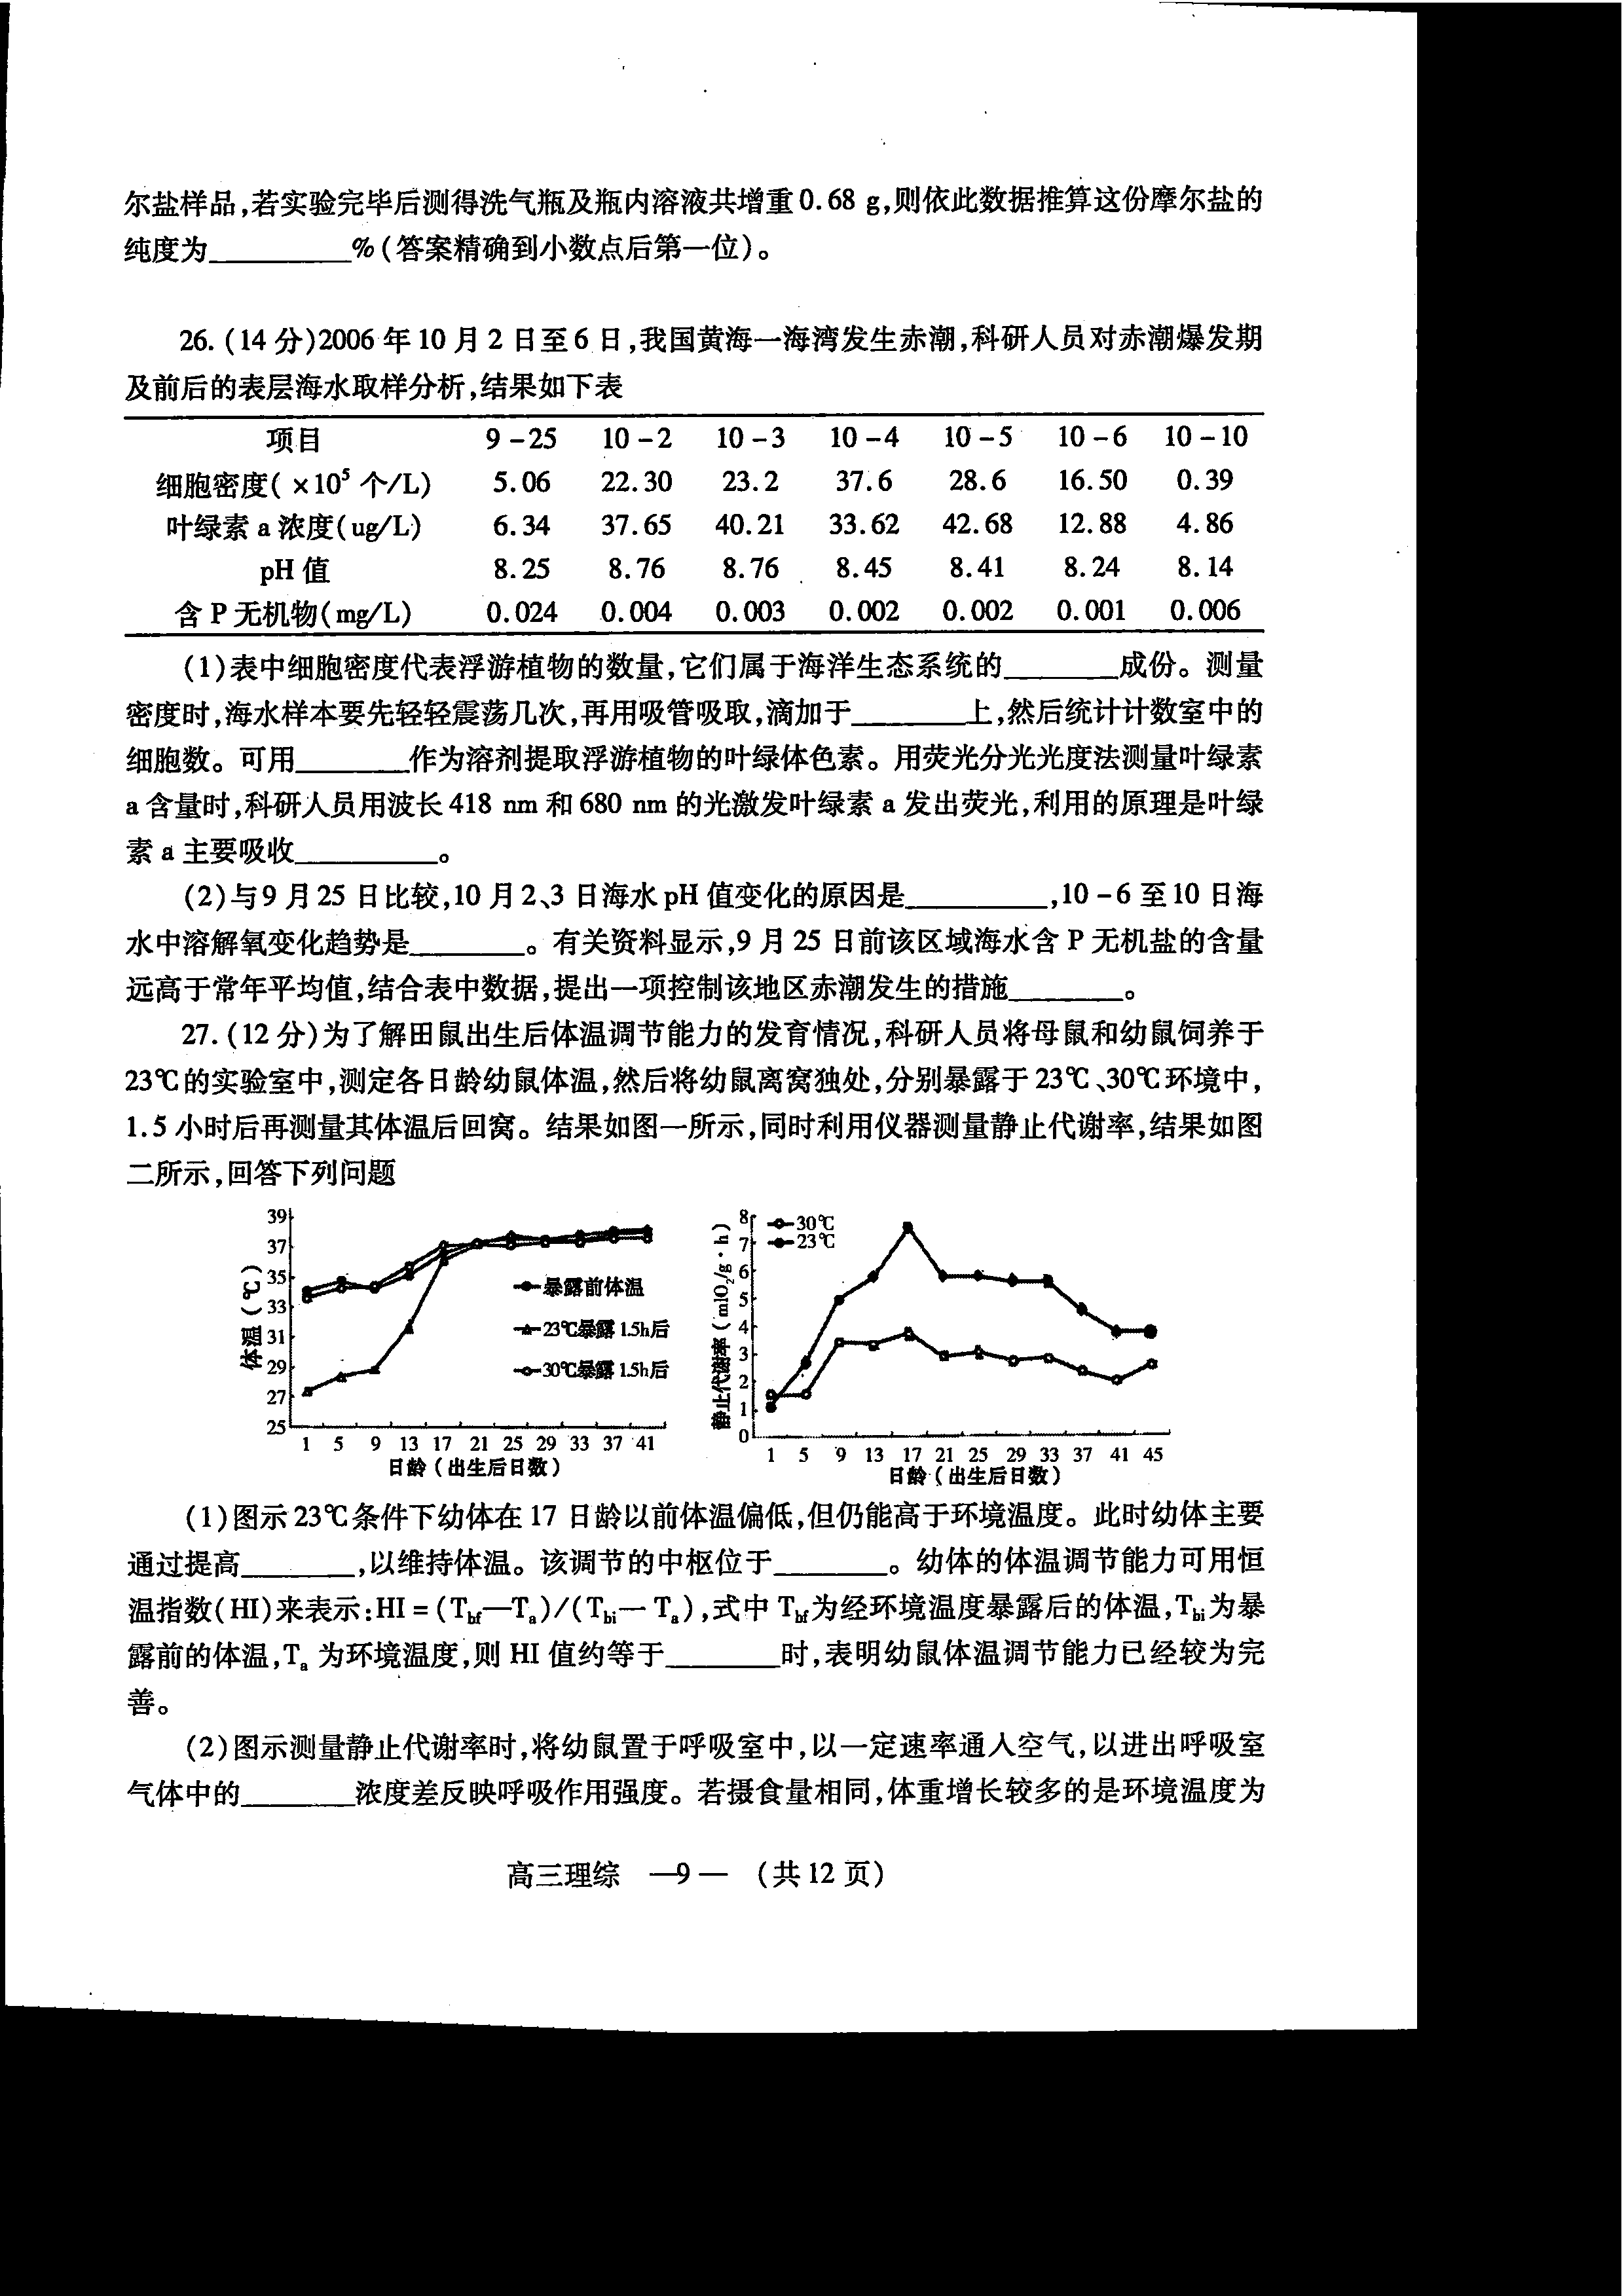 尔盐样品,若实验完毕后测得洗气瓶及瓶内溶液共增重0.68 g,则依此数据推算这份摩尔盐的
纯度为__________%(答案精确到小数点后第一位)。
26.(14分)2006年10月2日至6日,我国黄海一海湾发生赤潮,科研人员对赤潮爆发期
及前后的表层海水取样分析,结果如下表
项目 9-25 10-2 10-3 10-4 10-5 10-6 10-10
细胞密度(×10⁵个/L) 5.06 22.30 23.2 37.6 28.6 16.50 0.39
叶绿素a浓度(ug/L) 6.34 37.65 40.21 33.62 42.68 12.88 4.86
pH值 8.25 8.76 8.76 8.45 8.41 8.24 8.14
含P无机物(mg/L) 0.024 0.004 0.003 0.002 0.002 0.001 0.006
(1)表中细胞密度代表浮游植物的数量,它们属于海洋生态系统的________成份。测量
密度时,海水样本要先轻轻震荡几次,再用吸管吸取,滴加于________上,然后统计计数室中的
细胞数。可用________作为溶剂提取浮游植物的叶绿体色素。用荧光分光光度法测量叶绿素
a含量时,科研人员用波长418 nm和680 nm的光激发叶绿素a发出荧光,利用的原理是叶绿
素a主要吸收__________。
(2)与9月25日比较,10月2、3日海水pH值变化的原因是__________,10-6至10日海
水中溶解氧变化趋势是________。有关资料显示,9月25日前该区域海水含P无机盐的含量
远高于常年平均值,结合表中数据,提出一项控制该地区赤潮发生的措施________。
27.(12分)为了解田鼠出生后体温调节能力的发育情况,科研人员将母鼠和幼鼠饲养于
23℃的实验室中,测定各日龄幼鼠体温,然后将幼鼠离窝独处,分别暴露于23℃、30℃环境中,
1.5小时后再测量其体温后回窝。结果如图一所示,同时利用仪器测量静止代谢率,结果如图
二所示,回答下列问题
体温(℃)
39
37
35
33
31
29
27
25
暴露前体温
23℃暴露1.5h后
30℃暴露1.5h后
1 5 9 13 17 21 25 29 33 37 41
日龄(出生后日数)
静止代谢率(mlO₂/g·h)
8
7
6
5
4
3
2
1
0
30℃
23℃
1 5 9 13 17 21 25 29 33 37 41 45
日龄(出生后日数)
(1)图示23℃条件下幼体在17日龄以前体温偏低,但仍能高于环境温度。此时幼体主要
通过提高________,以维持体温。该调节的中枢位于________。幼体的体温调节能力可用恒
温指数(HI)来表示:HI=(Tbf—Ta)/(Tbi—Ta),式中Tbf为经环境温度暴露后的体温,Tbi为暴
露前的体温,Ta为环境温度,则HI值约等于________时,表明幼鼠体温调节能力已经较为完
善。
(2)图示测量静止代谢率时,将幼鼠置于呼吸室中,以一定速率通入空气,以进出呼吸室
气体中的________浓度差反映呼吸作用强度。若摄食量相同,体重增长较多的是环境温度为
高三理综 —9— (共12页)